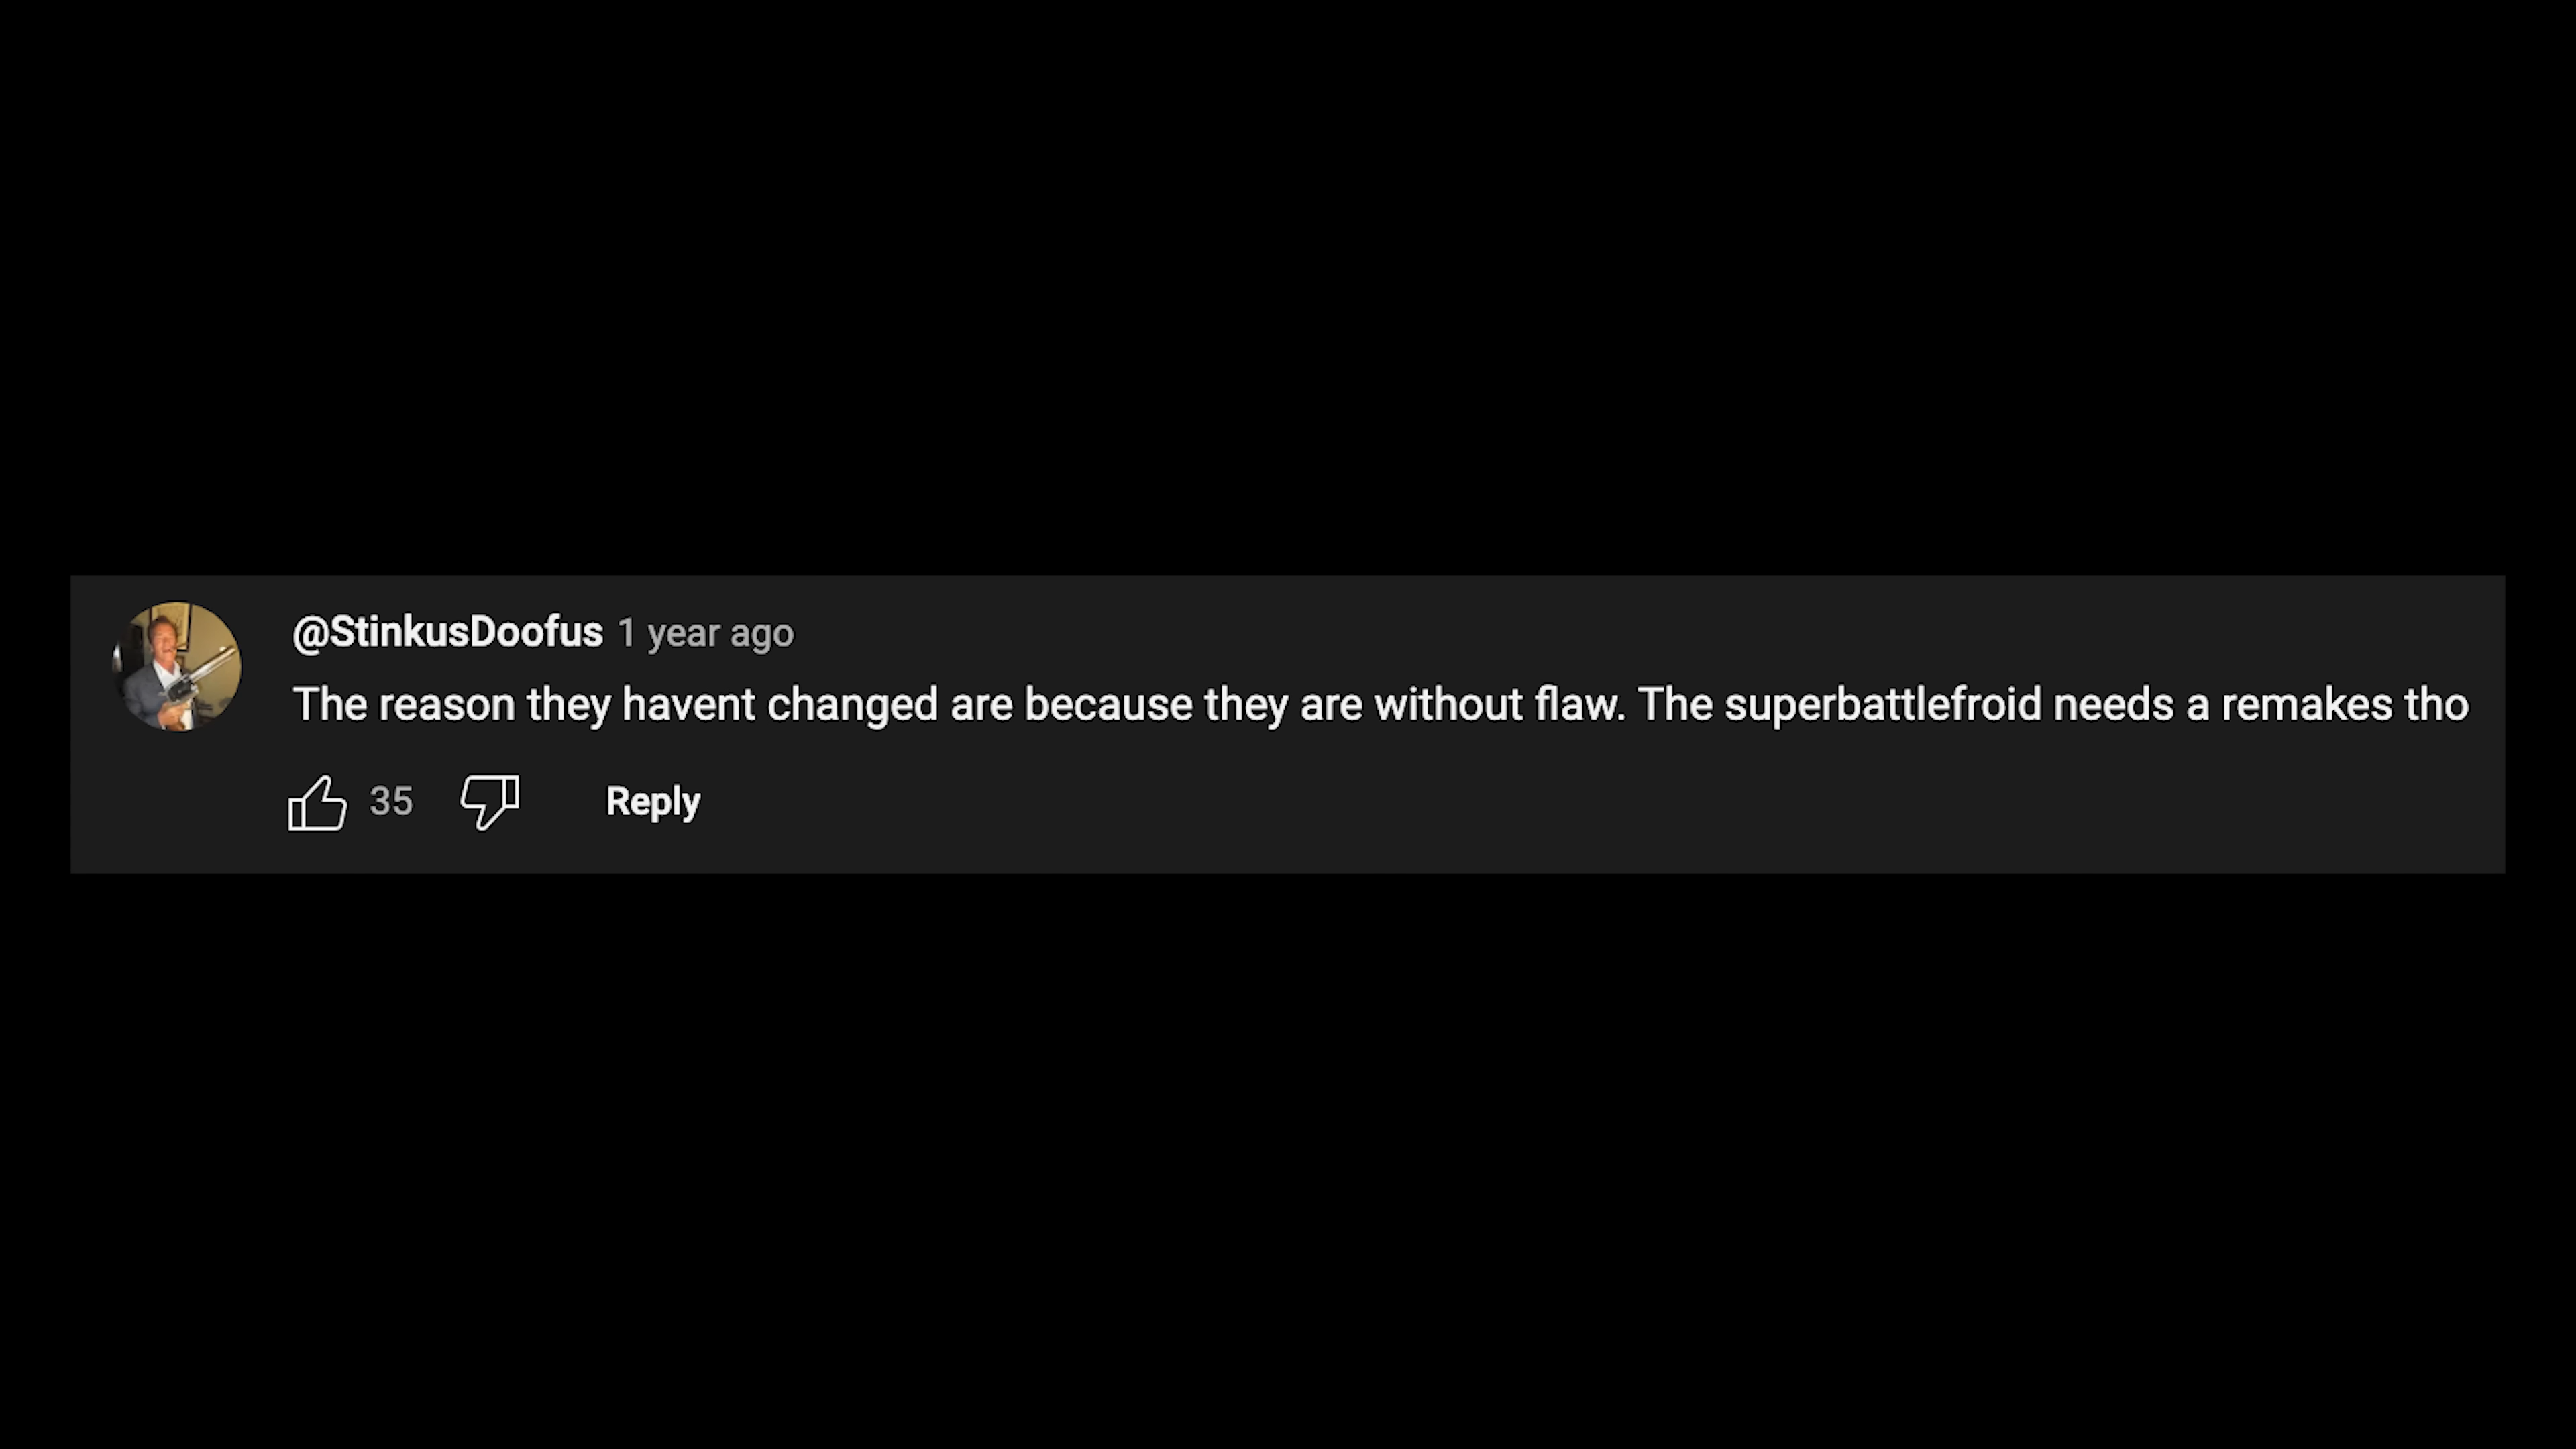 @StinkusDoofus 1 year ago
The reason they havent changed are because they are without flaw. The superbattlefroid needs a remakes tho
35 Reply